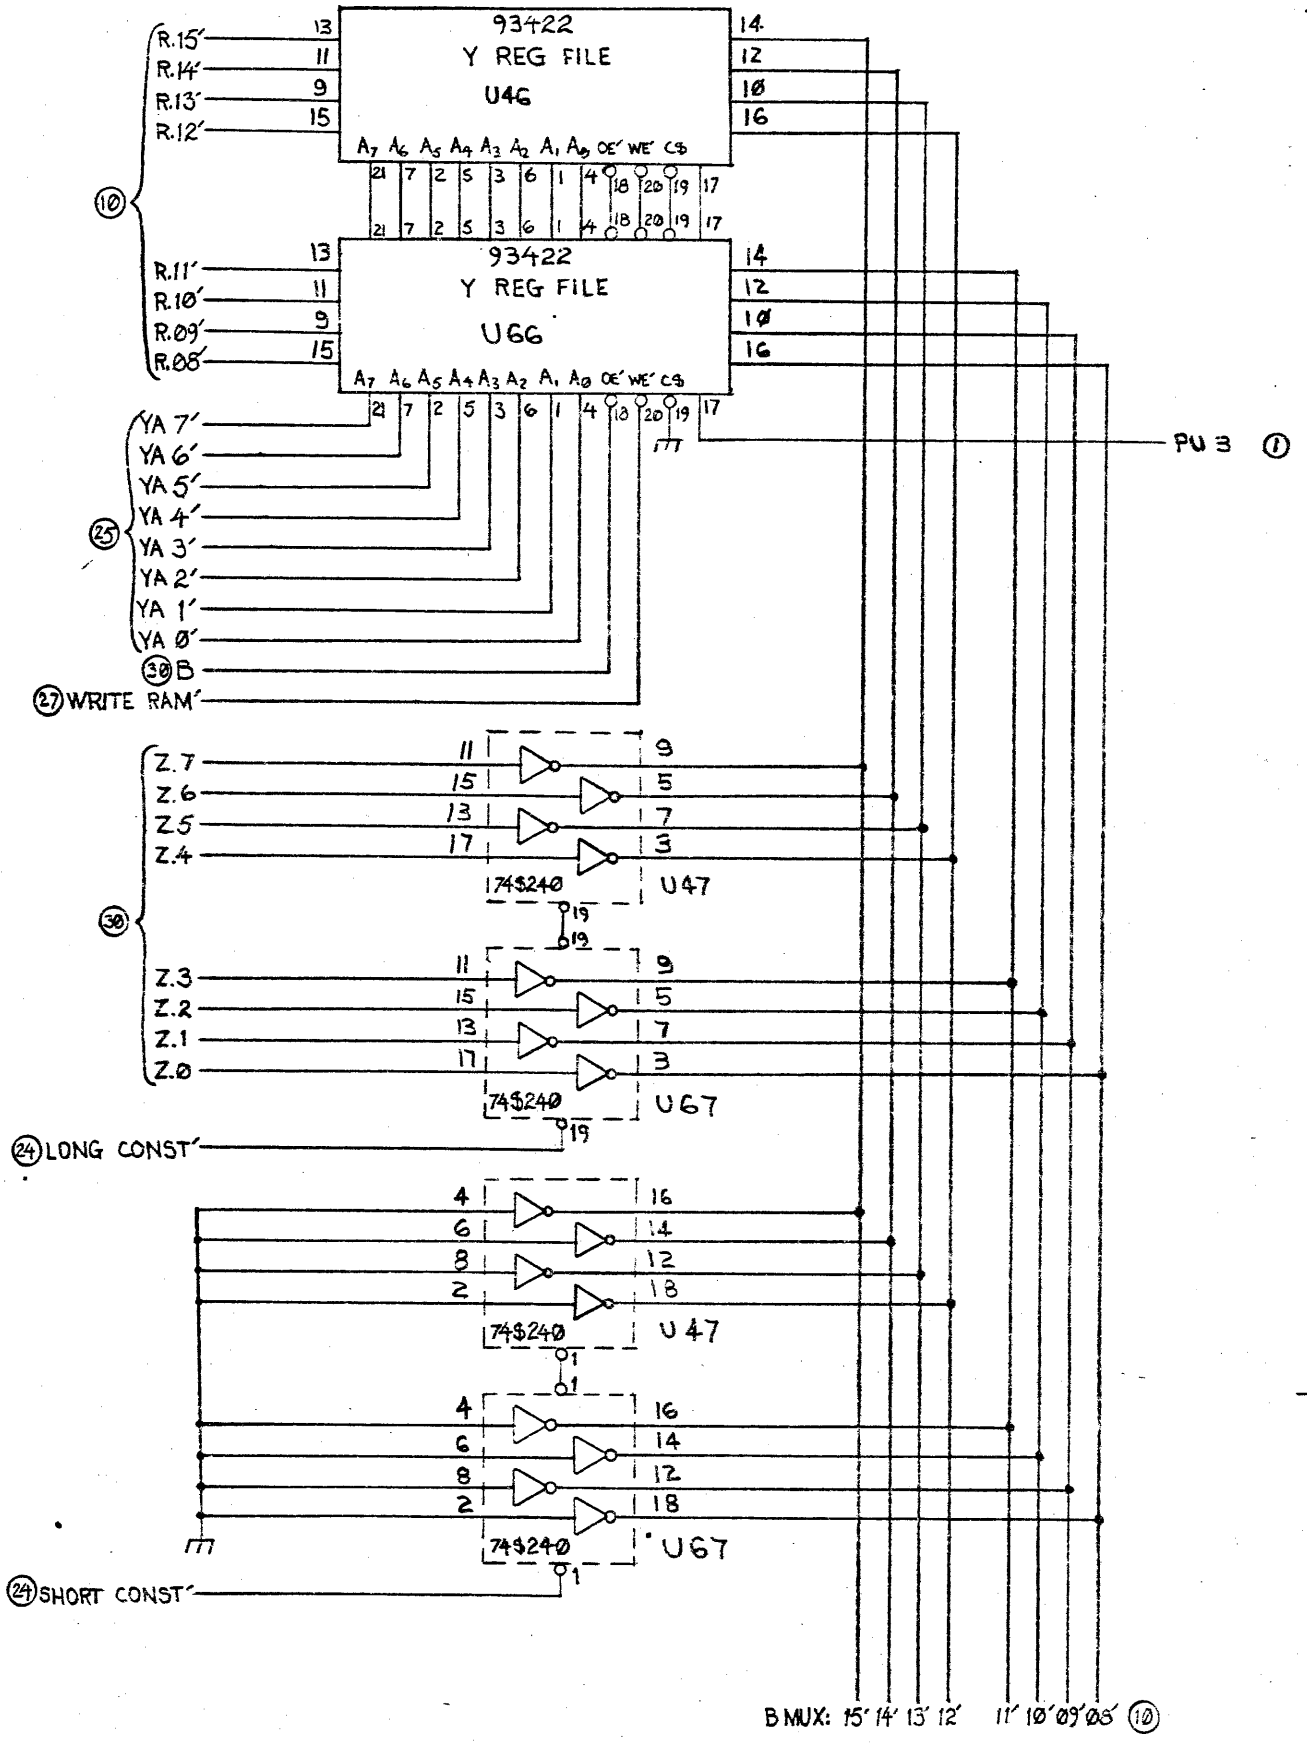 93422
Y REG FILE
U46
R.15' 13 14
R.14' 11 12
R.13' 9 10
R.12' 15 16
A7 A6 A5 A4 A3 A2 A1 A0 OE' WE' CS
21 7 2 5 3 6 1 4 18 20 19 17
10
21 7 2 5 3 6 1 4 18 20 19 17
93422
Y REG FILE
U66
R.11' 13 14
R.10' 11 12
R.09' 9 10
R.08' 15 16
A7 A6 A5 A4 A3 A2 A1 A0 OE' WE' CS
21 7 2 5 3 6 1 4 18 20 19 17
YA 7'
PU 3 1
YA 6'
YA 5'
YA 4'
25
YA 3'
YA 2'
YA 1'
YA 0'
30 B
27 WRITE RAM'
Z.7 11 9
Z.6 15 5
Z.5 13 7
Z.4 17 3
74S240 U47
19
30
19
Z.3 11 9
Z.2 15 5
Z.1 13 7
Z.0 17 3
74S240 U67
19
24 LONG CONST'
4 16
6 14
8 12
2 18
74S240 U47
1
1
4 16
6 14
8 12
2 18
74S240 U67
1
24 SHORT CONST'
B MUX: 15' 14' 13' 12' 11' 10' 09' 08' 10